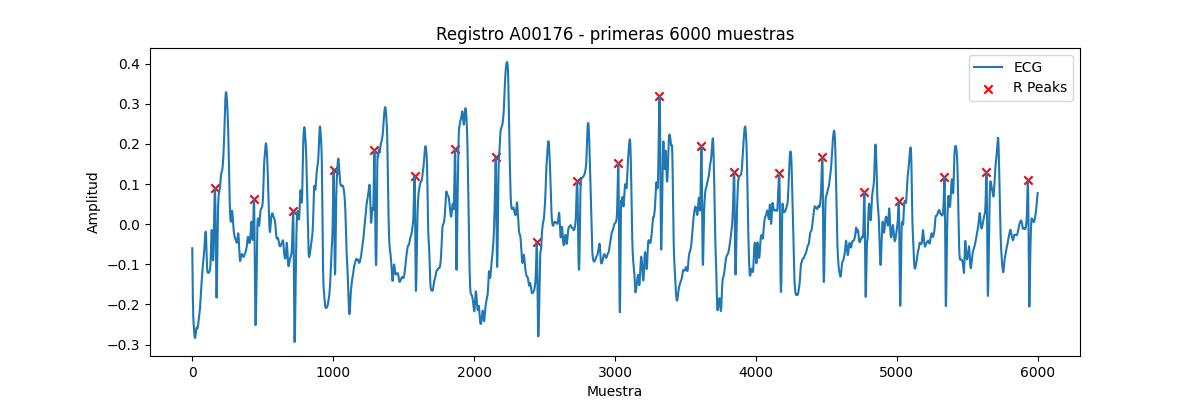 Registro A00176 - primeras 6000 muestras
ECG
R Peaks
Amplitud
0.4
0.3
0.2
0.1
0.0
−0.1
−0.2
−0.3
0 1000 2000 3000 4000 5000 6000
Muestra